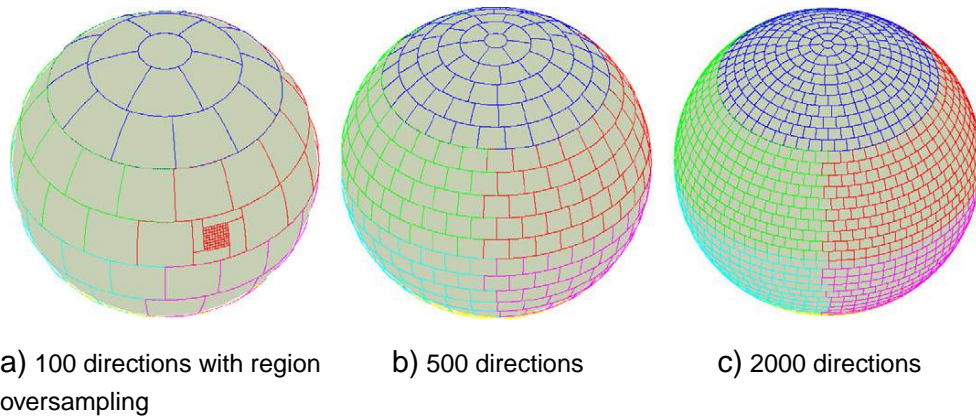 a) 100 directions with region
oversampling
b) 500 directions
c) 2000 directions